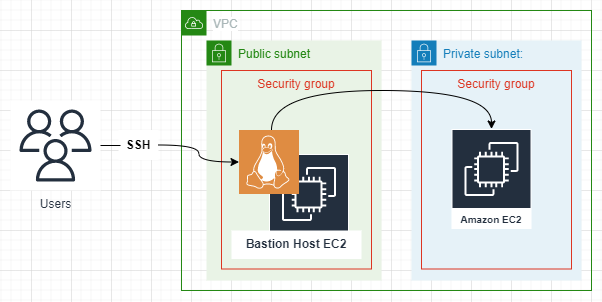 VPC
Public subnet
Private subnet:
Security group
Security group
SSH
Users
Bastion Host EC2
Amazon EC2